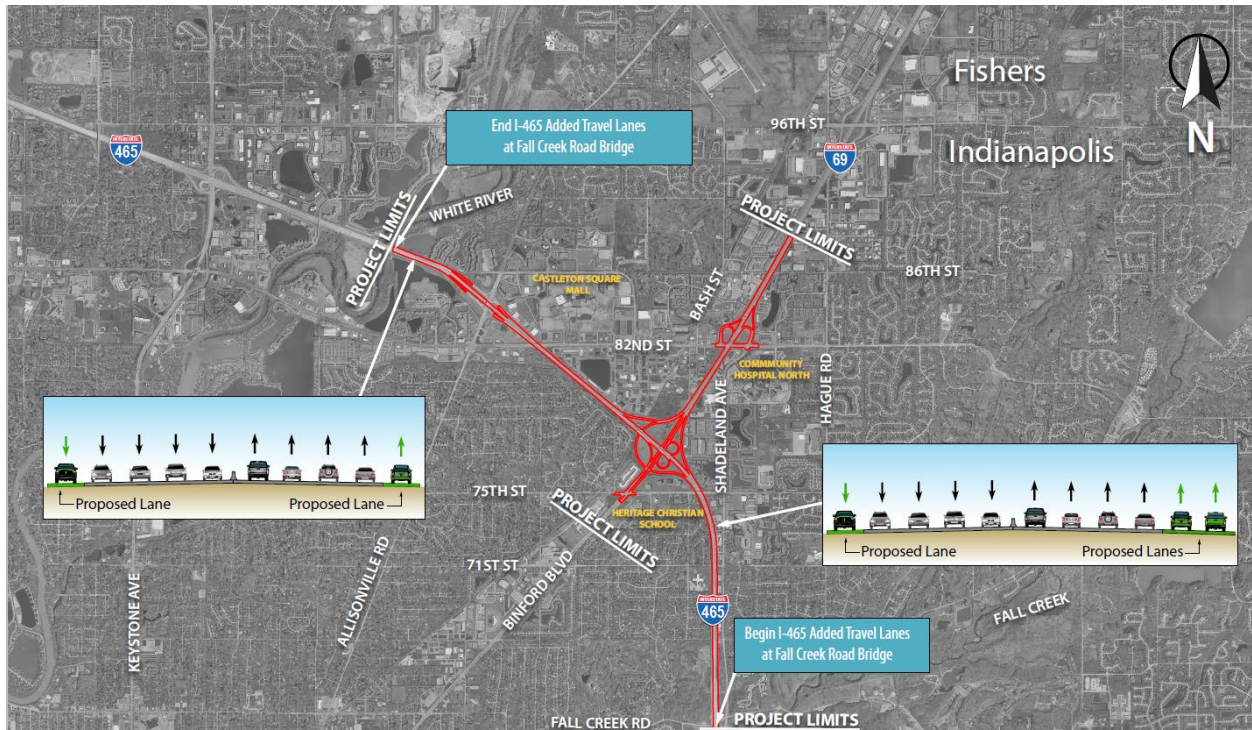 Fishers
96TH ST
Indianapolis
N
INTERSTATE
69
INTERSTATE
465
End I-465 Added Travel Lanes
at Fall Creek Road Bridge
WHITE RIVER
PROJECT LIMITS
PROJECT LIMITS
86TH ST
CASTLETON SQUARE
MALL
BASH ST
82ND ST
COMMMUNITY
HOSPITAL NORTH
HAGUE RD
SHADELAND AVE
Proposed Lane
Proposed Lane
75TH ST
HERITAGE CHRISTIAN
SCHOOL
PROJECT LIMITS
Proposed Lane
Proposed Lanes
71ST ST
BINFORD BLVD
ALLISONVILLE RD
KEYSTONE AVE
INTERSTATE
465
FALL CREEK
Begin I-465 Added Travel Lanes
at Fall Creek Road Bridge
FALL CREEK RD
PROJECT LIMITS